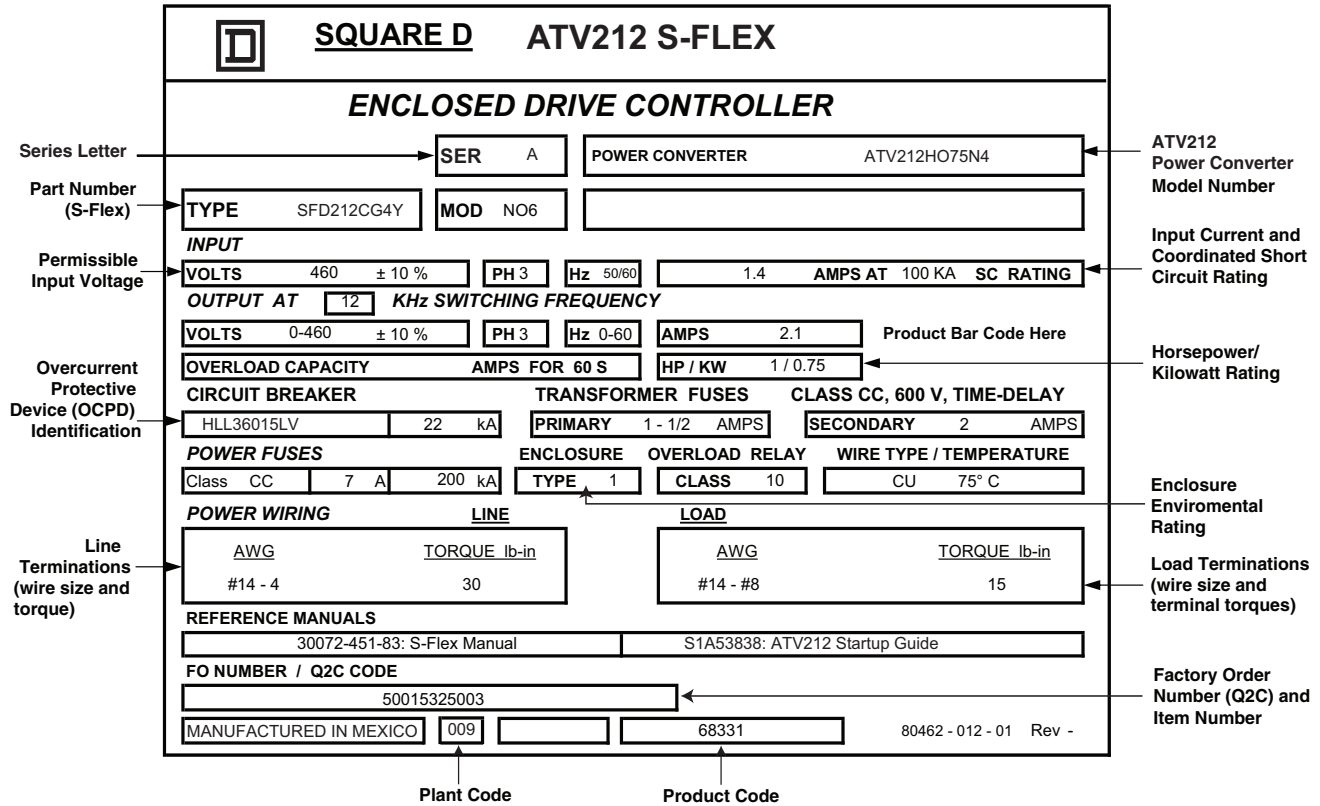 SQUARE D ATV212 S-FLEX
ENCLOSED DRIVE CONTROLLER
Series Letter
SER A
POWER CONVERTER ATV212HO75N4
ATV212
Power Converter
Model Number
Part Number
(S-Flex)
TYPE SFD212CG4Y
MOD NO6
INPUT
Permissible
Input Voltage
VOLTS 460 ± 10 %
PH 3
Hz 50/60
1.4 AMPS AT 100 KA SC RATING
Input Current and
Coordinated Short
Circuit Rating
OUTPUT AT 12 KHz SWITCHING FREQUENCY
VOLTS 0-460 ± 10 %
PH 3
Hz 0-60
AMPS 2.1
Product Bar Code Here
OVERLOAD CAPACITY AMPS FOR 60 S
HP / KW 1 / 0.75
Horsepower/
Kilowatt Rating
Overcurrent
Protective
Device (OCPD)
Identification
CIRCUIT BREAKER
TRANSFORMER FUSES
CLASS CC, 600 V, TIME-DELAY
HLL36015LV 22 kA
PRIMARY 1 - 1/2 AMPS
SECONDARY 2 AMPS
POWER FUSES
ENCLOSURE
OVERLOAD RELAY
WIRE TYPE / TEMPERATURE
Class CC 7 A 200 kA
TYPE 1
CLASS 10
CU 75° C
Enclosure
Enviromental
Rating
POWER WIRING
LINE
LOAD
Line
Terminations
(wire size and
torque)
AWG TORQUE lb-in
#14 - 4 30
AWG TORQUE lb-in
#14 - #8 15
Load Terminations
(wire size and
terminal torques)
REFERENCE MANUALS
30072-451-83: S-Flex Manual
S1A53838: ATV212 Startup Guide
FO NUMBER / Q2C CODE
50015325003
Factory Order
Number (Q2C) and
Item Number
MANUFACTURED IN MEXICO
009
68331
80462 - 012 - 01 Rev -
Plant Code
Product Code